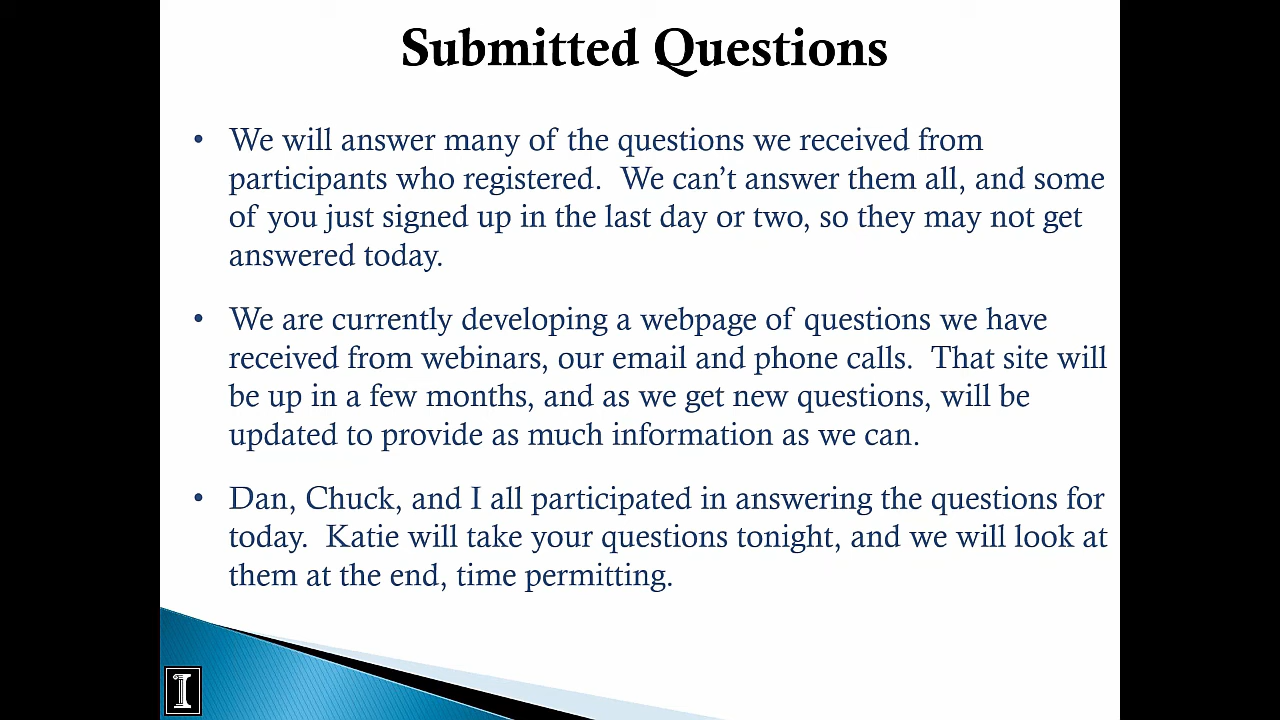 Submitted Questions
• We will answer many of the questions we received from
participants who registered.  We can’t answer them all, and some
of you just signed up in the last day or two, so they may not get
answered today.
• We are currently developing a webpage of questions we have
received from webinars, our email and phone calls.  That site will
be up in a few months, and as we get new questions, will be
updated to provide as much information as we can.
• Dan, Chuck, and I all participated in answering the questions for
today.  Katie will take your questions tonight, and we will look at
them at the end, time permitting.
I